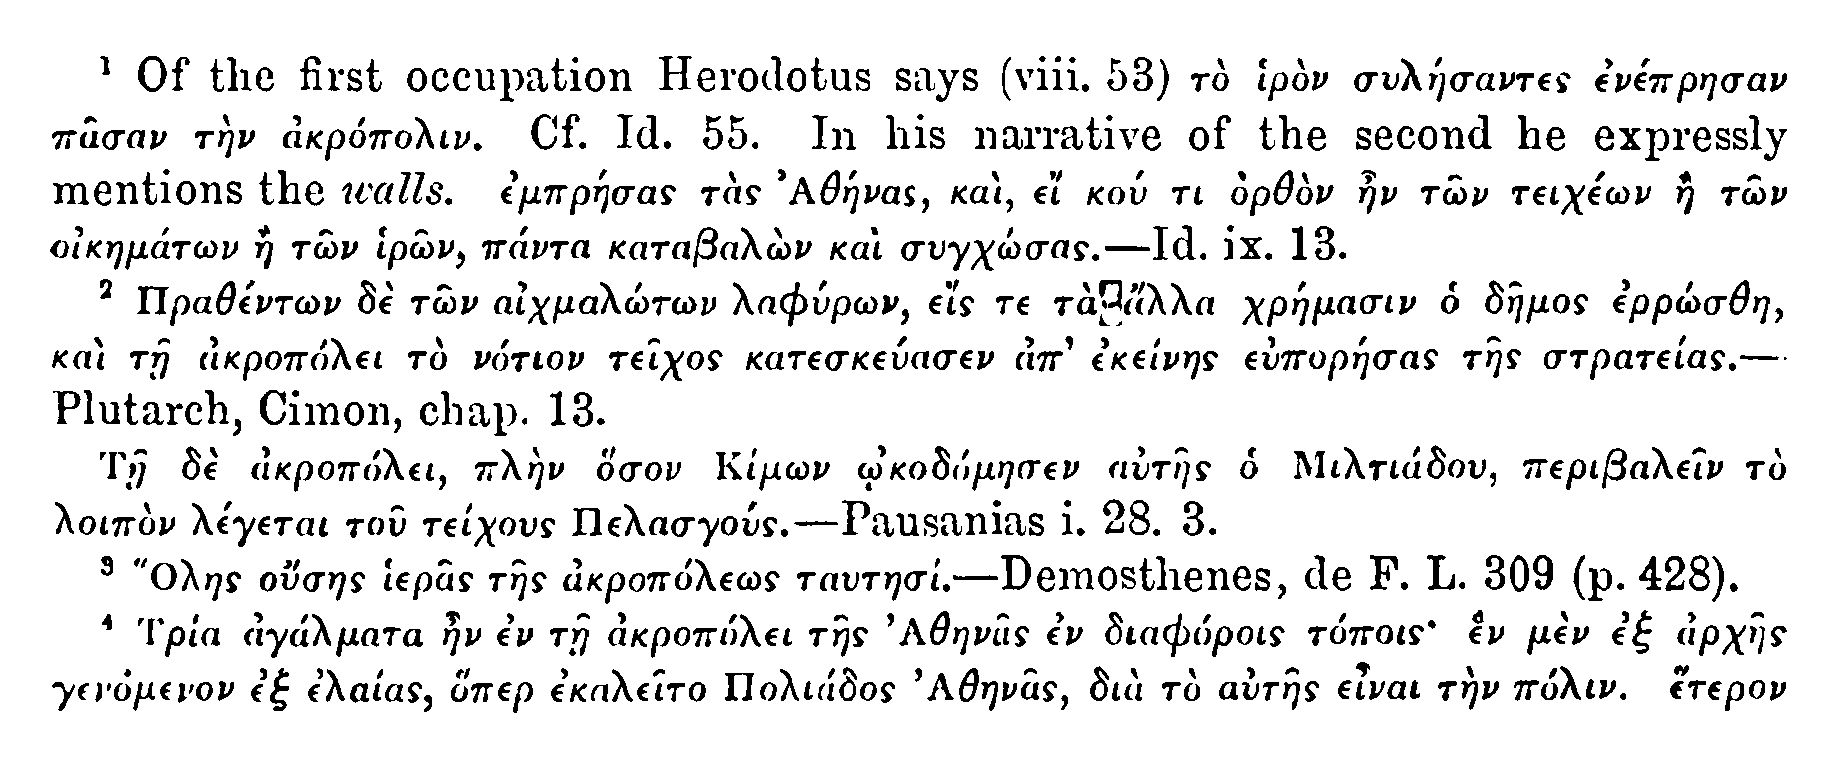 ¹ Of the first occupation Herodotus says (viii. 53) τὸ ἱρὸν συλήσαντες ἐνέπρησαν
πᾶσαν τὴν ἀκρόπολιν. Cf. Id. 55. In his narrative of the second he expressly
mentions the walls. ἐμπρήσας τὰς Ἀθήνας, καὶ, εἴ κού τι ὀρθὸν ἦν τῶν τειχέων ἢ τῶν
οἰκημάτων ἢ τῶν ἱρῶν, πάντα καταβαλὼν καὶ συγχώσας.—Id. ix. 13.
² Πραθέντων δὲ τῶν αἰχμαλώτων λαφύρων, εἴς τε τὰ ἄλλα χρήμασιν ὁ δῆμος ἐρρώσθη,
καὶ τῇ ἀκροπόλει τὸ νότιον τεῖχος κατεσκεύασεν ἀπ’ ἐκείνης εὐπορήσας τῆς στρατείας.—
Plutarch, Cimon, chap. 13.
Τῇ δὲ ἀκροπόλει, πλὴν ὅσον Κίμων ᾠκοδόμησεν αὐτῆς ὁ Μιλτιάδου, περιβαλεῖν τὸ
λοιπὸν λέγεται τοῦ τείχους Πελασγούς.—Pausanias i. 28. 3.
³ Ὅλης οὔσης ἱερᾶς τῆς ἀκροπόλεως ταυτησί.—Demosthenes, de F. L. 309 (p. 428).
⁴ Τρία ἀγάλματα ἦν ἐν τῇ ἀκροπόλει τῆς Ἀθηνᾶς ἐν διαφόροις τόποις· ἓν μὲν ἐξ ἀρχῆς
γενόμενον ἐξ ἐλαίας, ὅπερ ἐκαλεῖτο Πολιάδος Ἀθηνᾶς, διὰ τὸ αὐτῆς εἶναι τὴν πόλιν. ἕτερον